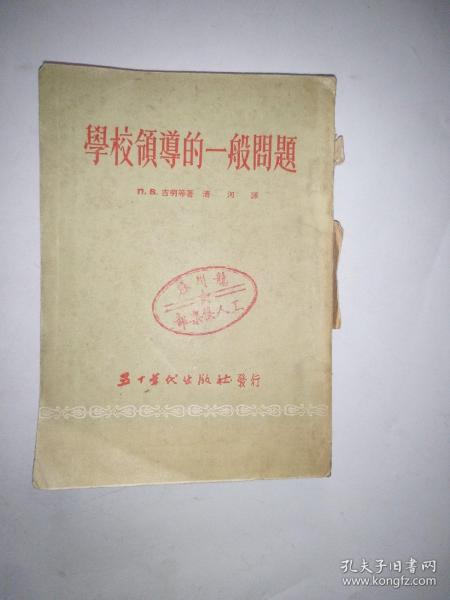 學校領導的一般問題
П. В. 吉明等著 清 河 譯
五十年代出版社 發行
孔夫子旧书网
www.kongfz.com